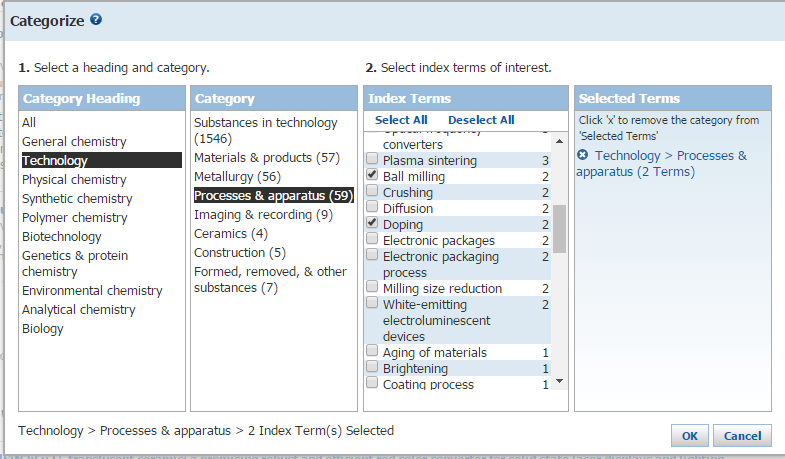 Categorize ?
1. Select a heading and category.
2. Select index terms of interest.
Category Heading
All
General chemistry
Technology
Physical chemistry
Synthetic chemistry
Polymer chemistry
Biotechnology
Genetics & protein
chemistry
Environmental chemistry
Analytical chemistry
Biology
Category
Substances in technology
(1546)
Materials & products (57)
Metallurgy (56)
Processes & apparatus (59)
Imaging & recording (9)
Ceramics (4)
Construction (5)
Formed, removed, & other
substances (7)
Index Terms
Select All Deselect All
converters
Plasma sintering 3
Ball milling 2
Crushing 2
Diffusion 2
Doping 2
Electronic packages 2
Electronic packaging 2
process
Milling size reduction 2
White-emitting 2
electroluminescent
devices
Aging of materials 1
Brightening 1
Coating process 1
Selected Terms
Click 'x' to remove the category from
'Selected Terms'
Technology > Processes &
apparatus (2 Terms)
Technology > Processes & apparatus > 2 Index Term(s) Selected
OK Cancel